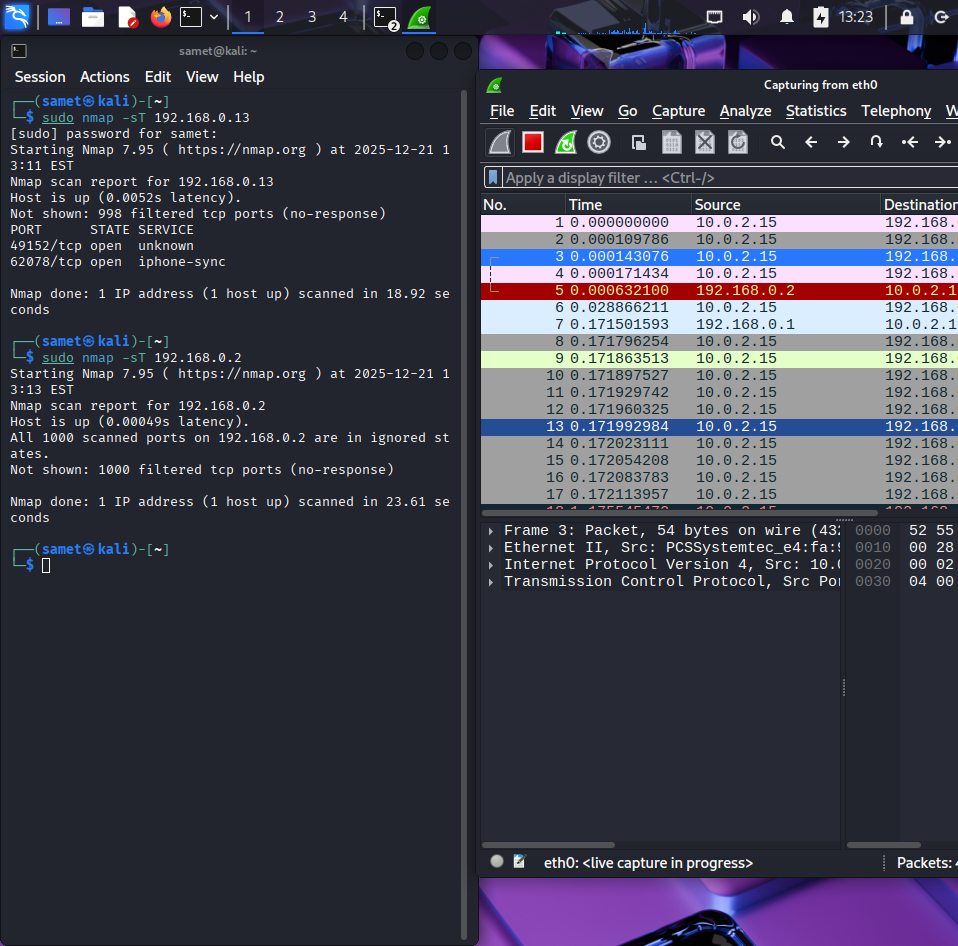 1 2 3 4 2 13:23
samet@kali: ~
Session Actions Edit View Help
┌──(samet㉿kali)-[~]
└─$ sudo nmap -sT 192.168.0.13
[sudo] password for samet:
Starting Nmap 7.95 ( https://nmap.org ) at 2025-12-21 1
3:11 EST
Nmap scan report for 192.168.0.13
Host is up (0.0052s latency).
Not shown: 998 filtered tcp ports (no-response)
PORT      STATE SERVICE
49152/tcp open  unknown
62078/tcp open  iphone-sync
Nmap done: 1 IP address (1 host up) scanned in 18.92 se
conds
┌──(samet㉿kali)-[~]
└─$ sudo nmap -sT 192.168.0.2
Starting Nmap 7.95 ( https://nmap.org ) at 2025-12-21 1
3:13 EST
Nmap scan report for 192.168.0.2
Host is up (0.00049s latency).
All 1000 scanned ports on 192.168.0.2 are in ignored st
ates.
Not shown: 1000 filtered tcp ports (no-response)
Nmap done: 1 IP address (1 host up) scanned in 23.61 se
conds
┌──(samet㉿kali)-[~]
└─$
Capturing from eth0
File Edit View Go Capture Analyze Statistics Telephony
Apply a display filter … <Ctrl-/>
No. Time Source Destination
1 0.000000000 10.0.2.15 192.168.
2 0.000109786 10.0.2.15 192.168.
3 0.000143076 10.0.2.15 192.168.
4 0.000171434 10.0.2.15 192.168.
5 0.000632100 192.168.0.2 10.0.2.1
6 0.028866211 10.0.2.15 192.168.
7 0.171501593 192.168.0.1 10.0.2.1
8 0.171796254 10.0.2.15 192.168.
9 0.171863513 10.0.2.15 192.168.
10 0.171897527 10.0.2.15 192.168.
11 0.171929742 10.0.2.15 192.168.
12 0.171960325 10.0.2.15 192.168.
13 0.171992984 10.0.2.15 192.168.
14 0.172023111 10.0.2.15 192.168.
15 0.172054208 10.0.2.15 192.168.
16 0.172083783 10.0.2.15 192.168.
17 0.172113957 10.0.2.15 192.168.
Frame 3: Packet, 54 bytes on wire (432 0000 52 55
Ethernet II, Src: PCSSystemtec_e4:fa:9 0010 00 28
Internet Protocol Version 4, Src: 10.0 0020 00 02
Transmission Control Protocol, Src Por 0030 04 00
eth0: <live capture in progress> Packets: